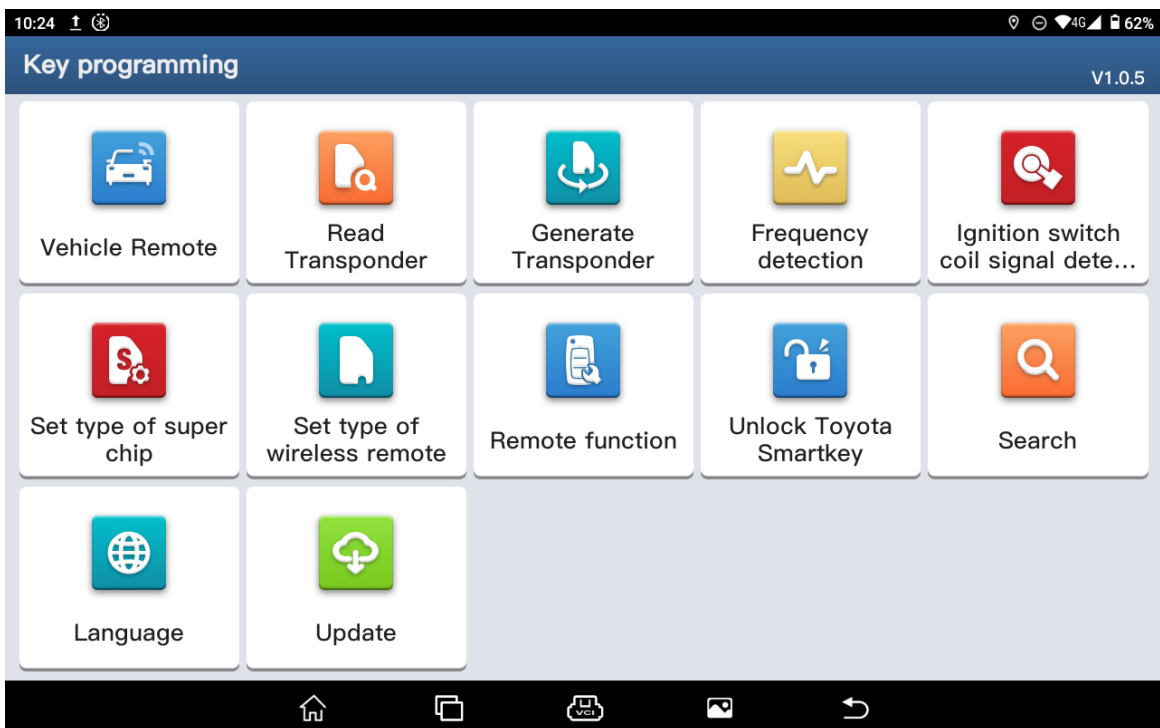 10:24
4G 62%
Key programming
V1.0.5
Vehicle Remote
Read
Transponder
Generate
Transponder
Frequency
detection
Ignition switch
coil signal dete...
S
Set type of super
chip
Set type of
wireless remote
Remote function
Unlock Toyota
Smartkey
Search
Language
Update
VCI